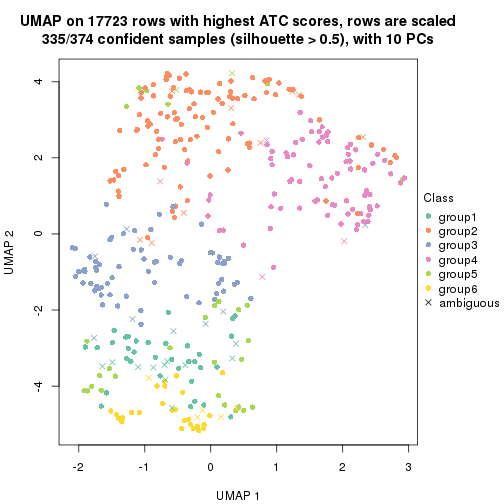 UMAP on 17723 rows with highest ATC scores, rows are scaled
335/374 confident samples (silhouette > 0.5), with 10 PCs
4
2
0
-2
-4
UMAP 2
-2
-1
0
1
2
3
UMAP 1
Class
group1
group2
group3
group4
group5
group6
ambiguous